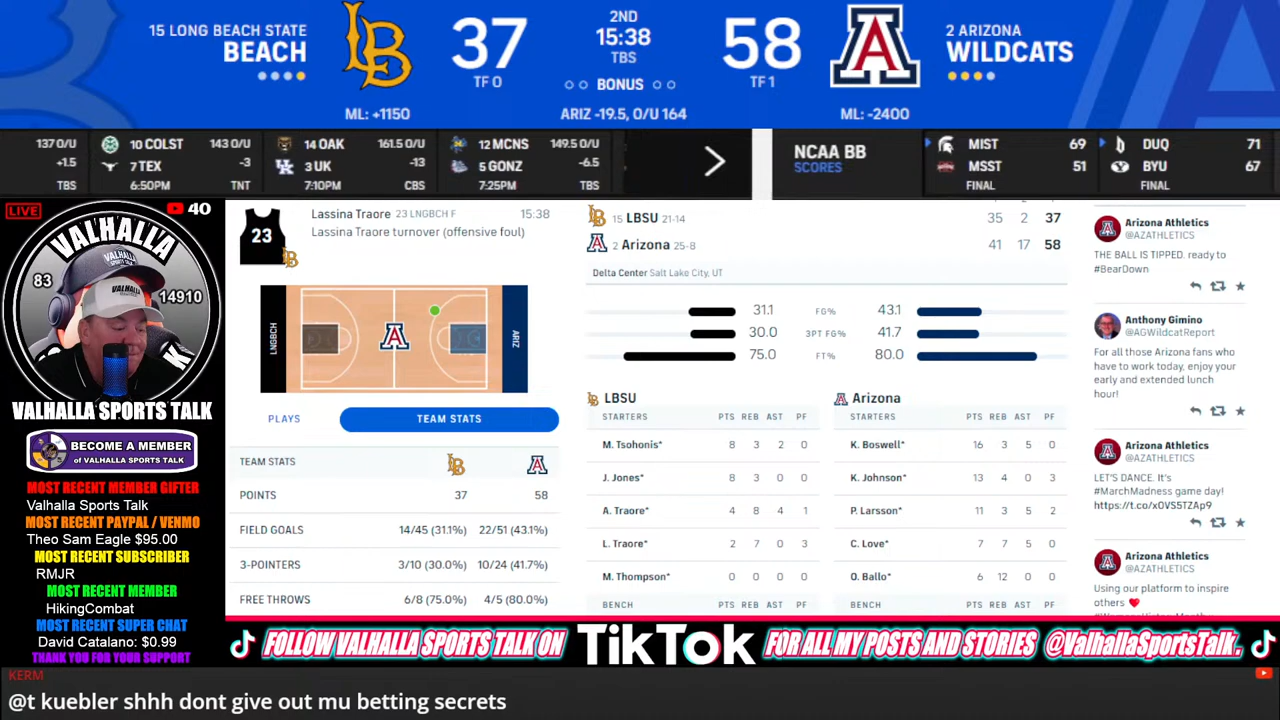 15 LONG BEACH STATE
BEACH
LB
37
TF 0
ML: +1150
2ND
15:38
TBS
BONUS
ARIZ -19.5, O/U 164
58
TF 1
A
2 ARIZONA
WILDCATS
ML: -2400
137 O/U
+1.5
TBS
10 COLST 143 O/U
7 TEX -3
6:50PM TNT
14 OAK 161.5 O/U
3 UK -13
7:10PM CBS
12 MCNS 149.5 O/U
5 GONZ -6.5
7:25PM TBS
NCAA BB
SCORES
MIST 69
MSST 51
FINAL
DUQ 71
BYU 67
FINAL
LIVE
40
VALHALLA
83
14910
VALHALLA SPORTS TALK
BECOME A MEMBER
of VALHALLA SPORTS TALK
MOST RECENT MEMBER GIFTER
Valhalla Sports Talk
MOST RECENT PAYPAL / VENMO
Theo Sam Eagle $95.00
MOST RECENT SUBSCRIBER
RMJR
MOST RECENT MEMBER
HikingCombat
MOST RECENT SUPER CHAT
David Catalano: $0.99
THANK YOU FOR YOUR SUPPORT
23
Lassina Traore 23 LNGBCH F 15:38
Lassina Traore turnover (offensive foul)
LNGBCH
A
ARIZ
PLAYS
TEAM STATS
TEAM STATS
POINTS 37 58
FIELD GOALS 14/45 (31.1%) 22/51 (43.1%)
3-POINTERS 3/10 (30.0%) 10/24 (41.7%)
FREE THROWS 6/8 (75.0%) 4/5 (80.0%)
15 LBSU 21-14 35 2 37
2 Arizona 25-8 41 17 58
Delta Center Salt Lake City, UT
31.1 FG% 43.1
30.0 3PT FG% 41.7
75.0 FT% 80.0
LBSU
STARTERS PTS REB AST PF
M. Tsohonis* 8 3 2 0
J. Jones* 8 3 0 0
A. Traore* 4 8 4 1
L. Traore* 2 7 0 3
M. Thompson* 0 0 0 0
BENCH PTS REB AST PF
Arizona
STARTERS PTS REB AST PF
K. Boswell* 16 3 5 0
K. Johnson* 13 4 0 3
P. Larsson* 11 3 5 2
C. Love* 7 7 5 0
O. Ballo* 6 12 0 0
BENCH PTS REB AST PF
Arizona Athletics
@AZATHLETICS
THE BALL IS TIPPED. ready to
#BearDown
Anthony Gimino
@AGWildcatReport
For all those Arizona fans who
have to work today, enjoy your
early and extended lunch
hour!
Arizona Athletics
@AZATHLETICS
LET'S DANCE. It's
#MarchMadness game day!
https://t.co/xOVS5TZAp9
Arizona Athletics
@AZATHLETICS
Using our platform to inspire
others
FOLLOW VALHALLA SPORTS TALK ON TikTok FOR ALL MY POSTS AND STORIES @ValhallaSportsTalk.
KERM
@t kuebler shhh dont give out mu betting secrets